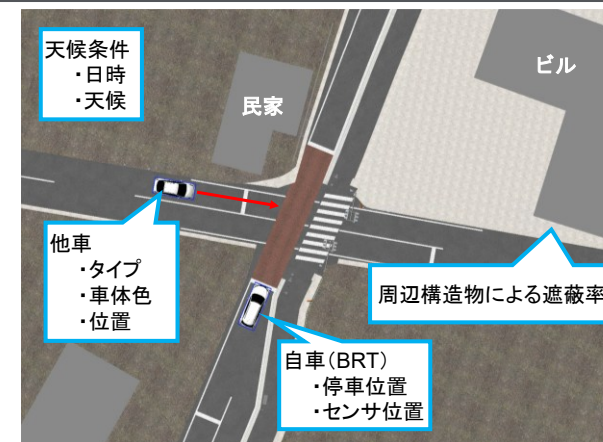 天候条件
・日時
・天候
民家
ビル
他車
・タイプ
・車体色
・位置
周辺構造物による遮蔽率
自車(BRT)
・停車位置
・センサ位置